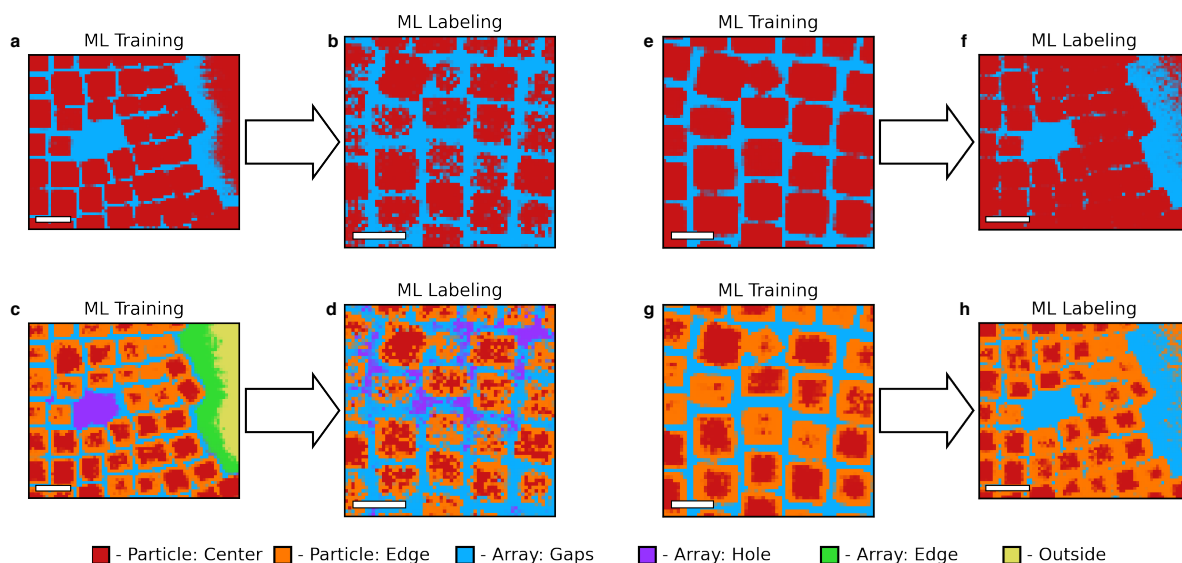 a
ML Training
b
ML Labeling
e
ML Training
f
ML Labeling
c
ML Training
d
ML Labeling
g
ML Training
h
ML Labeling
- Particle: Center - Particle: Edge - Array: Gaps - Array: Hole - Array: Edge - Outside